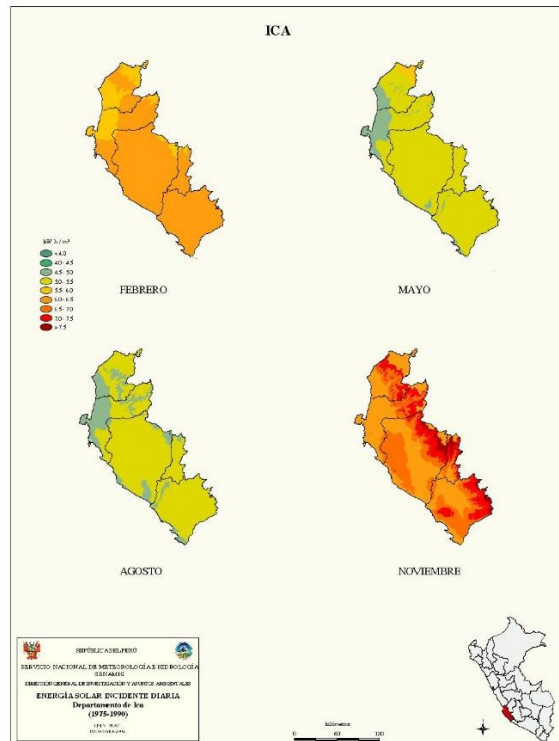 ICA
kW h / m²
< 4.0
4.0 - 4.5
4.5 - 5.0
5.0 - 5.5
5.5 - 6.0
6.0 - 6.5
6.5 - 7.0
7.0 - 7.5
> 7.5
FEBRERO
MAYO
AGOSTO
NOVIEMBRE
REPÚBLICA DEL PERÚ
SERVICIO NACIONAL DE METEOROLOGÍA E HIDROLOGÍA
SENAMHI
DIRECCIÓN GENERAL DE INVESTIGACIÓN Y ASUNTOS AMBIENTALES
ENERGÍA SOLAR INCIDENTE DIARIA
Departamento de Ica
(1975-1990)
kilómetros
0
60
120